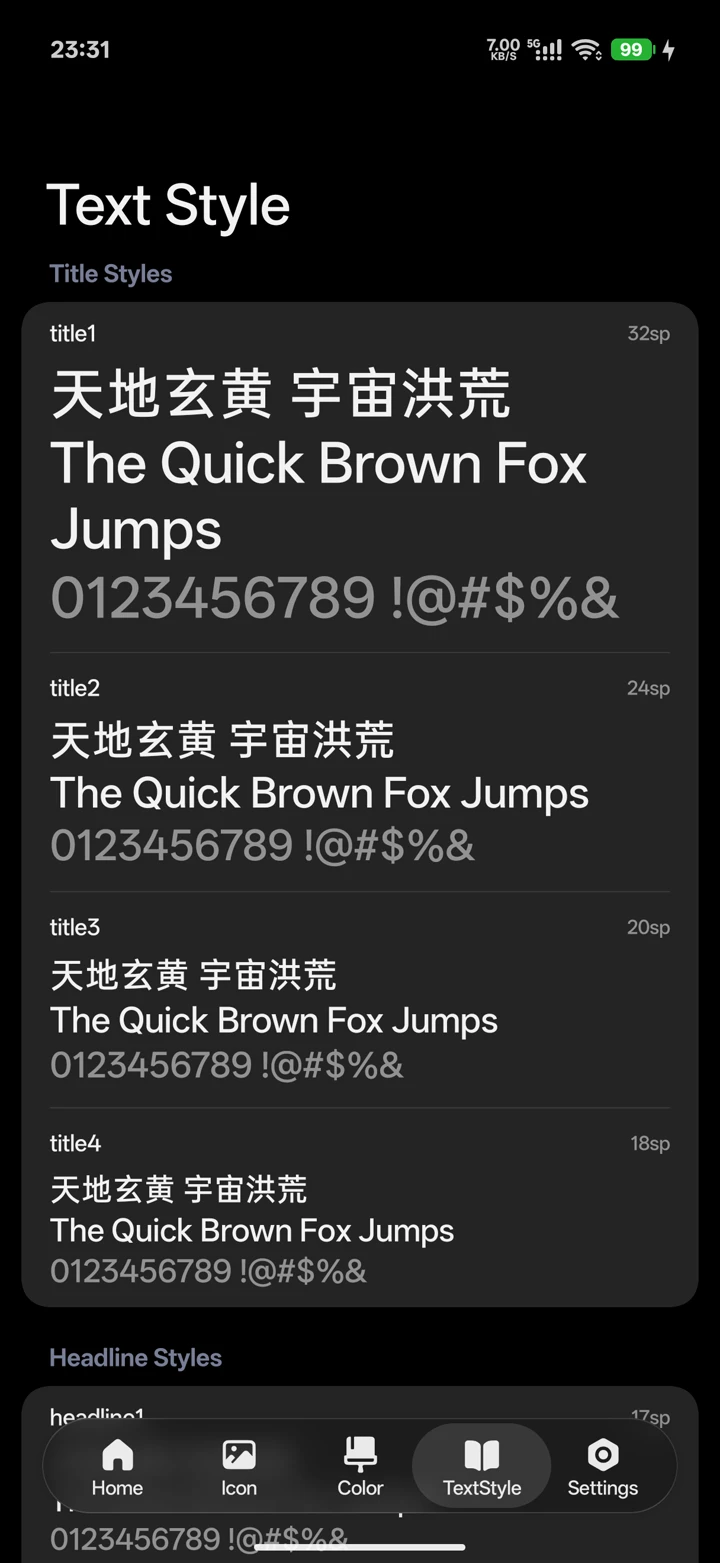 23:31
7.00 KB/S 5G 99
Text Style
Title Styles
title1 32sp
天地玄黄 宇宙洪荒
The Quick Brown Fox
Jumps
0123456789 !@#$%&
title2 24sp
天地玄黄 宇宙洪荒
The Quick Brown Fox Jumps
0123456789 !@#$%&
title3 20sp
天地玄黄 宇宙洪荒
The Quick Brown Fox Jumps
0123456789 !@#$%&
title4 18sp
天地玄黄 宇宙洪荒
The Quick Brown Fox Jumps
0123456789 !@#$%&
Headline Styles
headline1 17sp
0123456789 !@#$%&
Home Icon Color TextStyle Settings